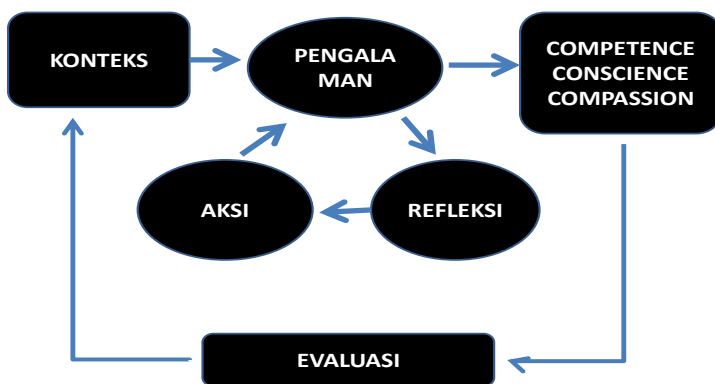 KONTEKS
PENGALA
MAN
COMPETENCE
CONSCIENCE
COMPASSION
AKSI
REFLEKSI
EVALUASI